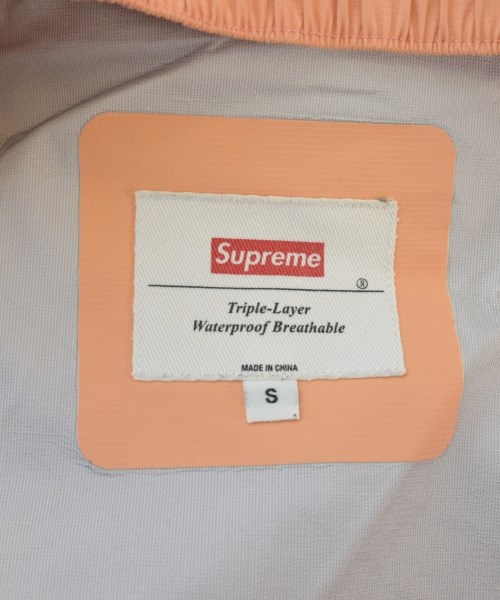 Supreme
®
Triple-Layer
Waterproof Breathable
MADE IN CHINA
S